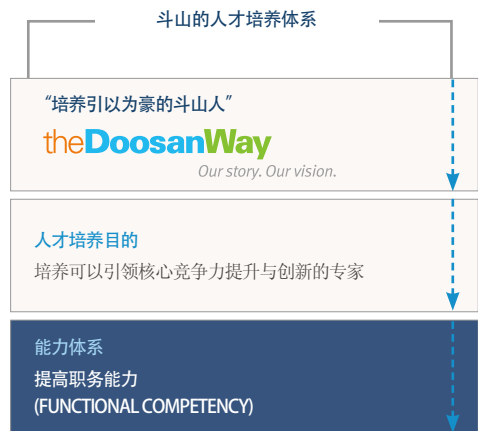 斗山的人才培养体系
“培养引以为豪的斗山人”
theDoosanWay
Our story. Our vision.
人才培养目的
培养可以引领核心竞争力提升与创新的专家
能力体系
提高职务能力
(FUNCTIONAL COMPETENCY)